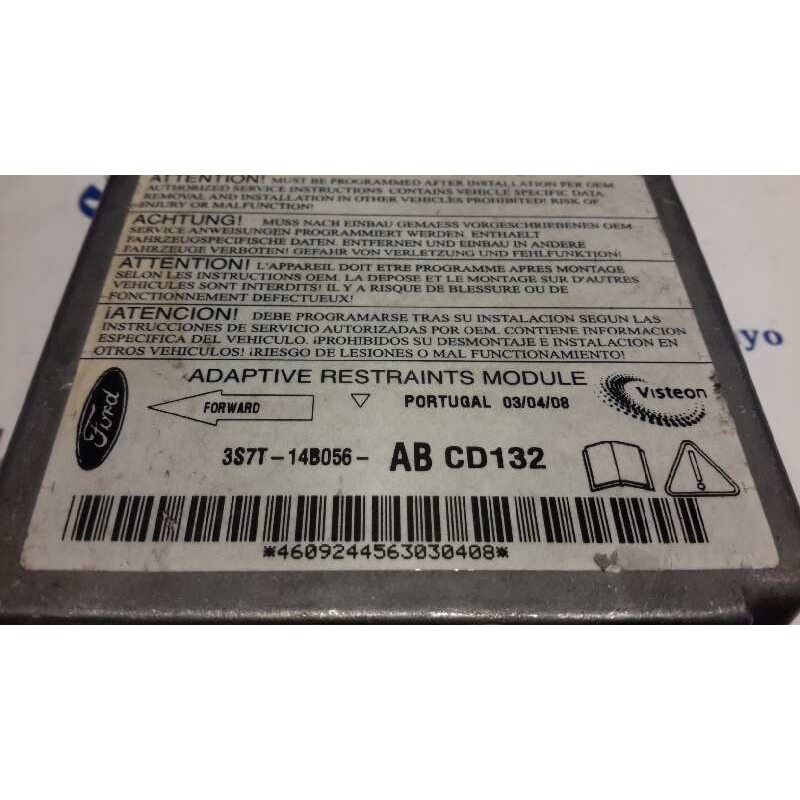 ATTENTION! MUST BE PROGRAMMED AFTER INSTALLATION PER OEM
AUTHORIZED SERVICE INSTRUCTIONS. CONTAINS VEHICLE SPECIFIC DATA.
REMOVAL AND INSTALLATION IN OTHER VEHICLES PROHIBITED! RISK OF
INJURY OR MALFUNCTION!
ACHTUNG! MUSS NACH EINBAU GEMAESS VORGESCHRIEBENEN OEM
SERVICE ANWEISUNGEN PROGRAMMIERT WERDEN. ENTHAELT
FAHRZEUGSPEZIFISCHE DATEN. ENTFERNEN UND EINBAU IN ANDERE
FAHRZEUGE VERBOTEN! GEFAHR VON VERLETZUNG UND FEHLFUNKTION!
ATTENTION! L'APPAREIL DOIT ETRE PROGRAMME APRES MONTAGE
SELON LES INSTRUCTIONS OEM. LA DEPOSE ET LE MONTAGE SUR D'AUTRES
VEHICULES SONT INTERDITS! IL Y A RISQUE DE BLESSURE OU DE
FONCTIONNEMENT DEFECTUEUX!
¡ATENCION! DEBE PROGRAMARSE TRAS SU INSTALACION SEGUN LAS
INSTRUCCIONES DE SERVICIO AUTORIZADAS POR OEM. CONTIENE INFORMACION
ESPECIFICA DEL VEHICULO. ¡PROHIBIDOS SU DESMONTAJE E INSTALACION EN
OTROS VEHICULOS! ¡RIESGO DE LESIONES O MAL FUNCIONAMIENTO!
ADAPTIVE RESTRAINTS MODULE
Ford
FORWARD
PORTUGAL 03/04/08
Visteon
3S7T-14B056- AB CD132
*4609244563030408*
yo